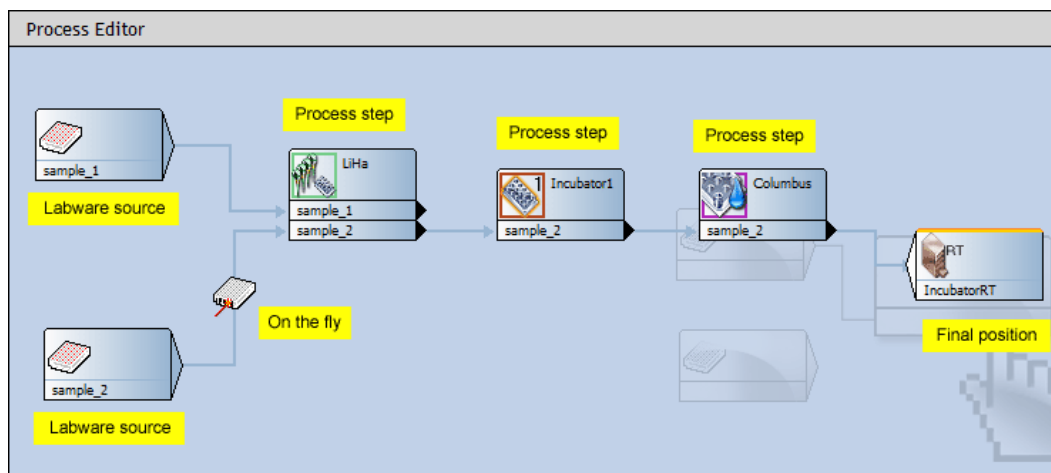 Process Editor
sample_1
Labware source
Process step
LiHa
sample_1
sample_2
Process step
1
Incubator1
sample_2
Process step
Columbus
sample_2
RT
IncubatorRT
Final position
On the fly
sample_2
Labware source